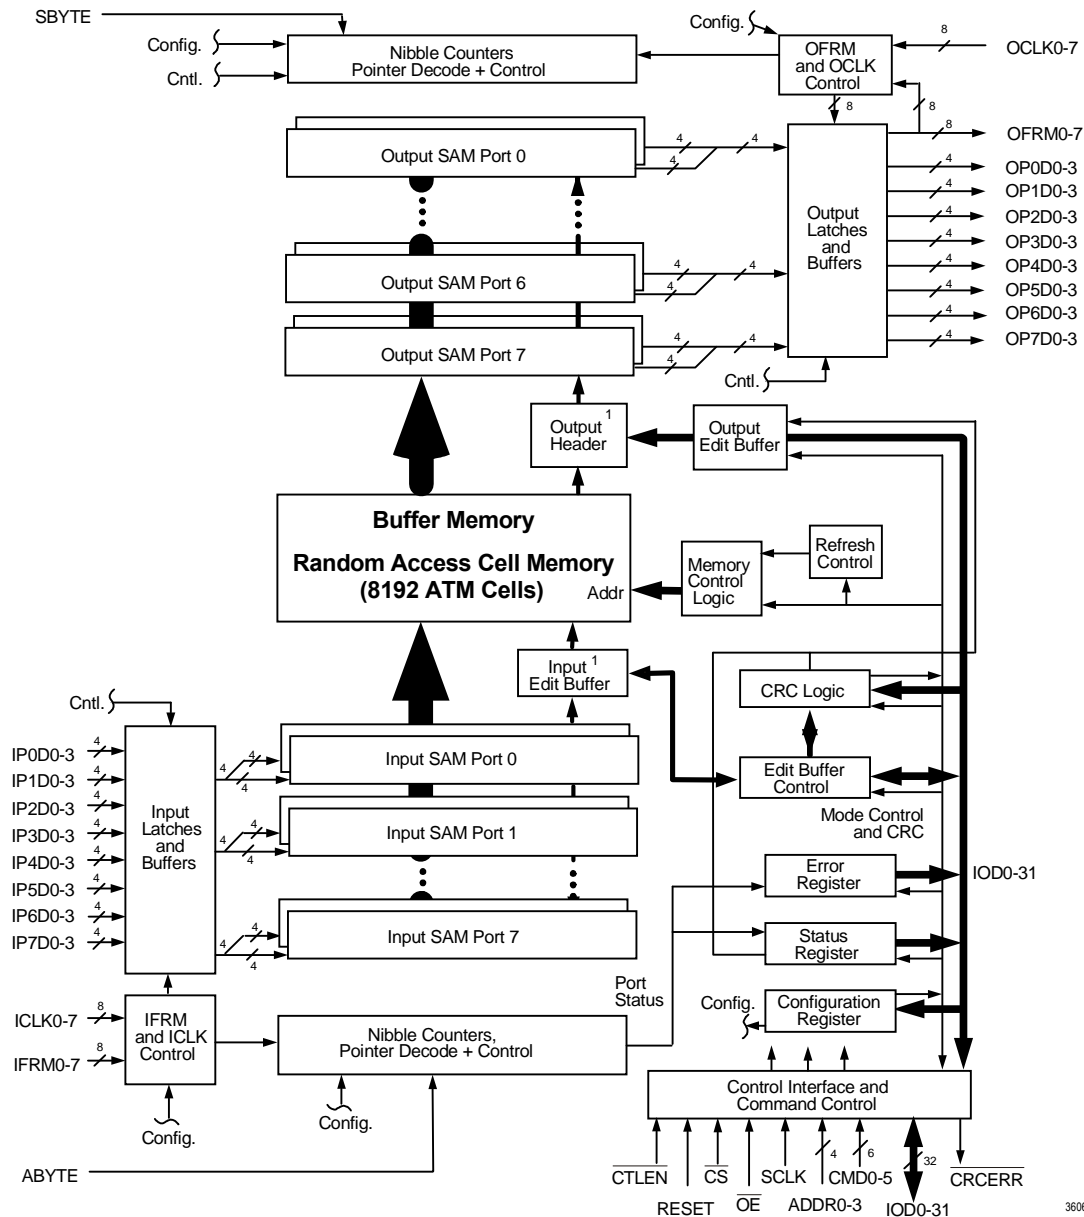 SBYTE
Config.
Cntl.
Nibble Counters
Pointer Decode + Control
Config.
OFRM
and OCLK
Control
8
OCLK0-7
8
8
8
OFRM0-7
Output SAM Port 0
4
4
4
Output SAM Port 6
4
4
4
Output SAM Port 7
4
4
4
Output
Latches
and
Buffers
4
OP0D0-3
4
OP1D0-3
4
OP2D0-3
4
OP3D0-3
4
OP4D0-3
4
OP5D0-3
4
OP6D0-3
4
OP7D0-3
Cntl.
Output 1
Header
Output
Edit Buffer
Buffer Memory
Random Access Cell Memory
(8192 ATM Cells)
Addr
Memory
Control
Logic
Refresh
Control
Input 1
Edit Buffer
CRC Logic
Edit Buffer
Control
Mode Control
and CRC
Cntl.
4
IP0D0-3
4
IP1D0-3
4
IP2D0-3
4
IP3D0-3
4
IP4D0-3
4
IP5D0-3
4
IP6D0-3
4
IP7D0-3
Input
Latches
and
Buffers
4
4
4
Input SAM Port 0
4
4
4
Input SAM Port 1
4
4
4
Input SAM Port 7
Error
Register
IOD0-31
Status
Register
Port
Status
Config.
Configuration
Register
ICLK0-7
8
IFRM0-7
8
IFRM
and ICLK
Control
Nibble Counters,
Pointer Decode + Control
Config.
Config.
ABYTE
Control Interface and
Command Control
4
6
32
CTLEN
RESET
CS
OE
SCLK
ADDR0-3
CMD0-5
IOD0-31
CRCERR